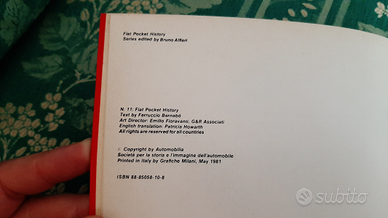 Fiat Pocket History
Series edited by Bruno Alfieri
N. 11: Fiat Pocket History
Text by Ferruccio Bernabò
Art Director: Emilio Fioravano, G&R Associati
English translation: Patricia Howarth
All rights are reserved for all countries
© Copyright by Automobilia
Società per la storia e l'immagine dell'automobile
Printed in Italy by Grafiche Milani, May 1981
ISBN 88-85058-10-8
subito